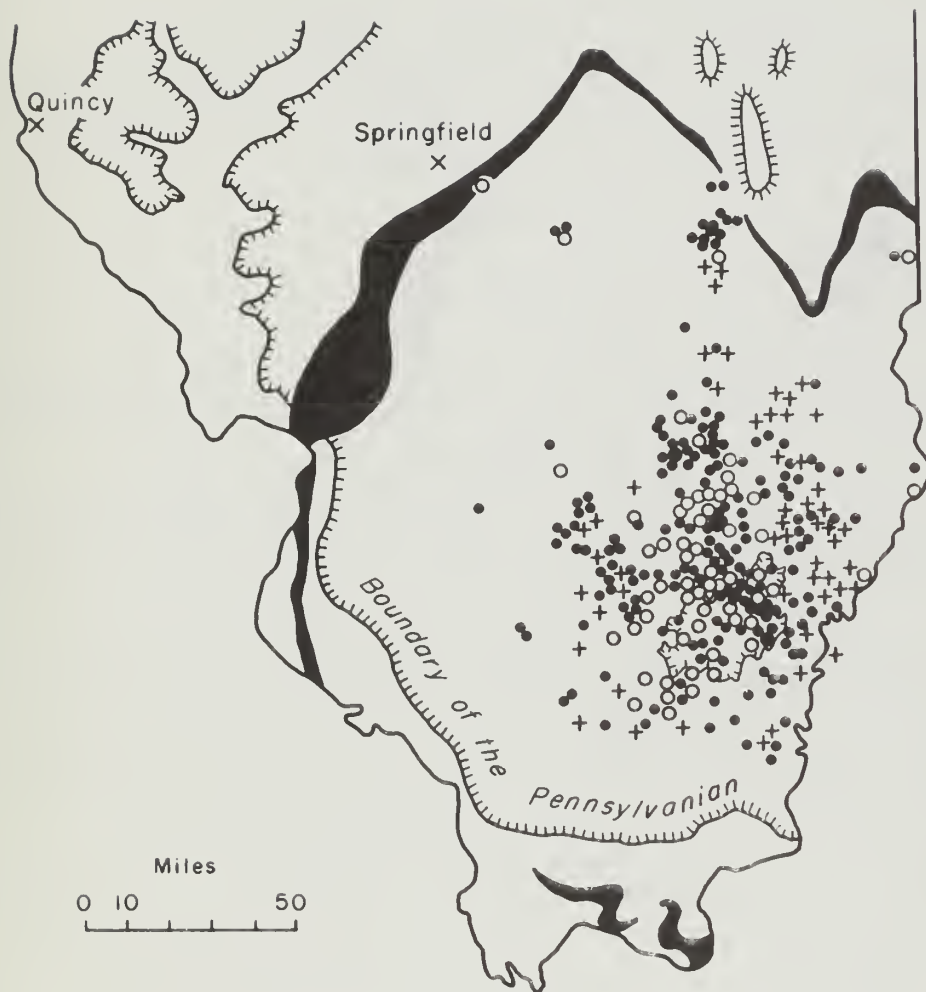 Quincy
Springfield
Boundary of the
Pennsylvanian
Miles
0 10 50